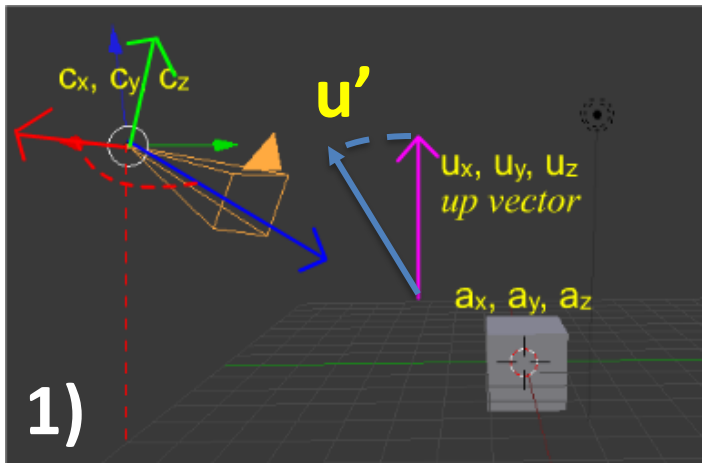 cx, cy, cz
u’
ux, uy, uz
up vector
ax, ay, az
1)